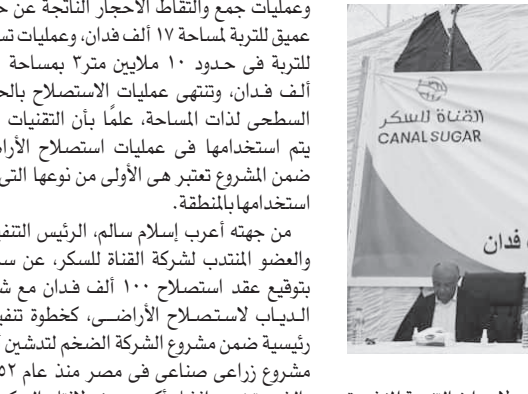 وعمليات جمع والتقاط الأحجار الناتجة عن
عميق للتربة لمساحة ١٧ ألف فدان، وعمليات
للتربة فى حدود ١٠ ملايين متر٣ بمساحة
ألف فدان، وتنتهى عمليات الاستصلاح
السطحى لذات المساحة، علمًا بأن التقنيات
يتم استخدامها فى عمليات استصلاح
ضمن المشروع تعتبر هى الأولى من نوعها التى
استخدامها بالمنطقة.
من جهته أعرب إسلام سالم، الرئيس
والعضو المنتدب لشركة القناة للسكر، عن
بتوقيع عقد استصلاح ١٠٠ ألف فدان مع
الدياب لاستصلاح الأراضى، كخطوة
رئيسية ضمن مشروع الشركة الضخم لتدشين
مشروع زراعى صناعى فى مصر منذ عام
القناة للسكر
CANAL SUGAR
فدان